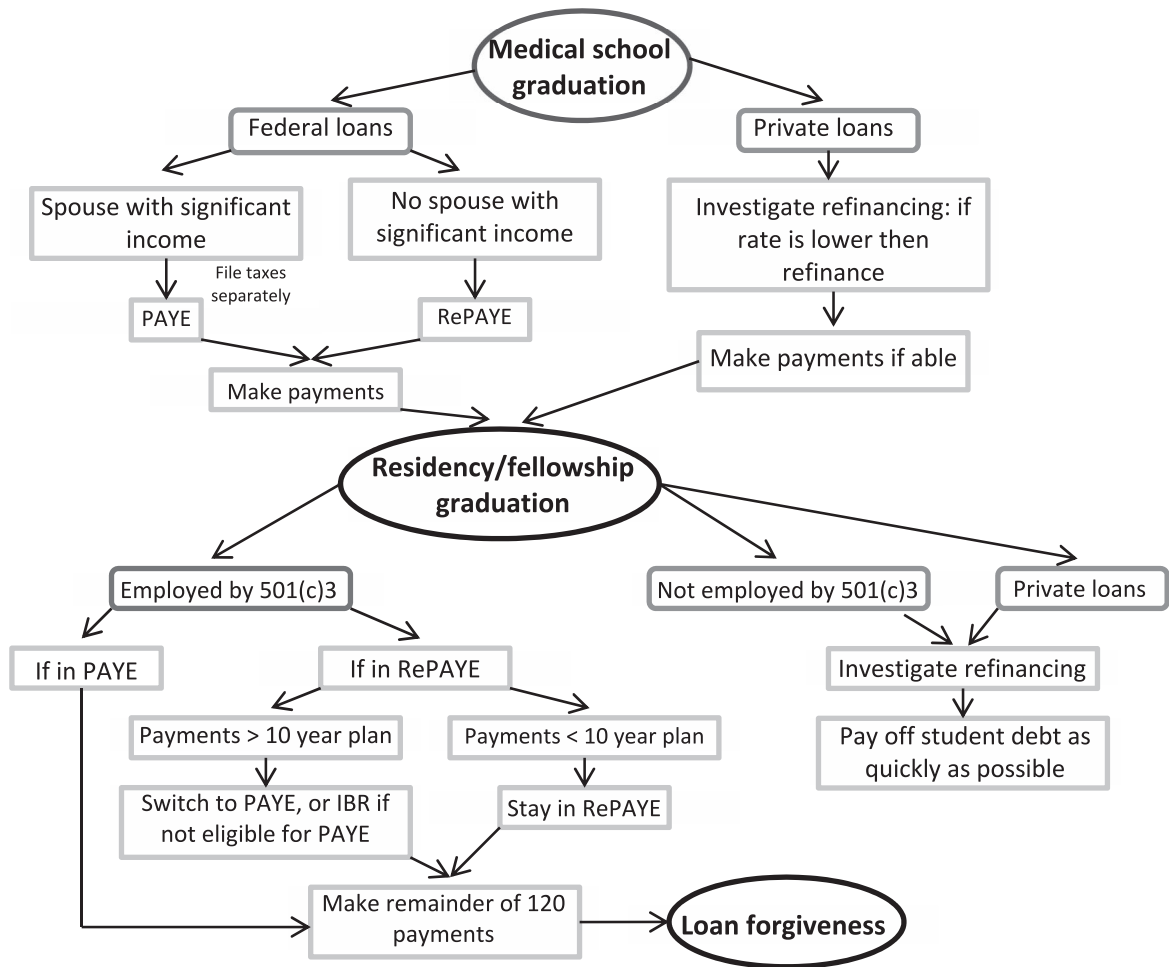 Medical school
graduation
Federal loans
Private loans
Spouse with significant
income
No spouse with
significant income
Investigate refinancing: if
rate is lower then
refinance
File taxes
separately
PAYE
RePAYE
Make payments if able
Make payments
Residency/fellowship
graduation
Employed by 501(c)3
Not employed by 501(c)3
Private loans
If in PAYE
If in RePAYE
Investigate refinancing
Payments > 10 year plan
Payments < 10 year plan
Pay off student debt as
quickly as possible
Switch to PAYE, or IBR if
not eligible for PAYE
Stay in RePAYE
Make remainder of 120
payments
Loan forgiveness